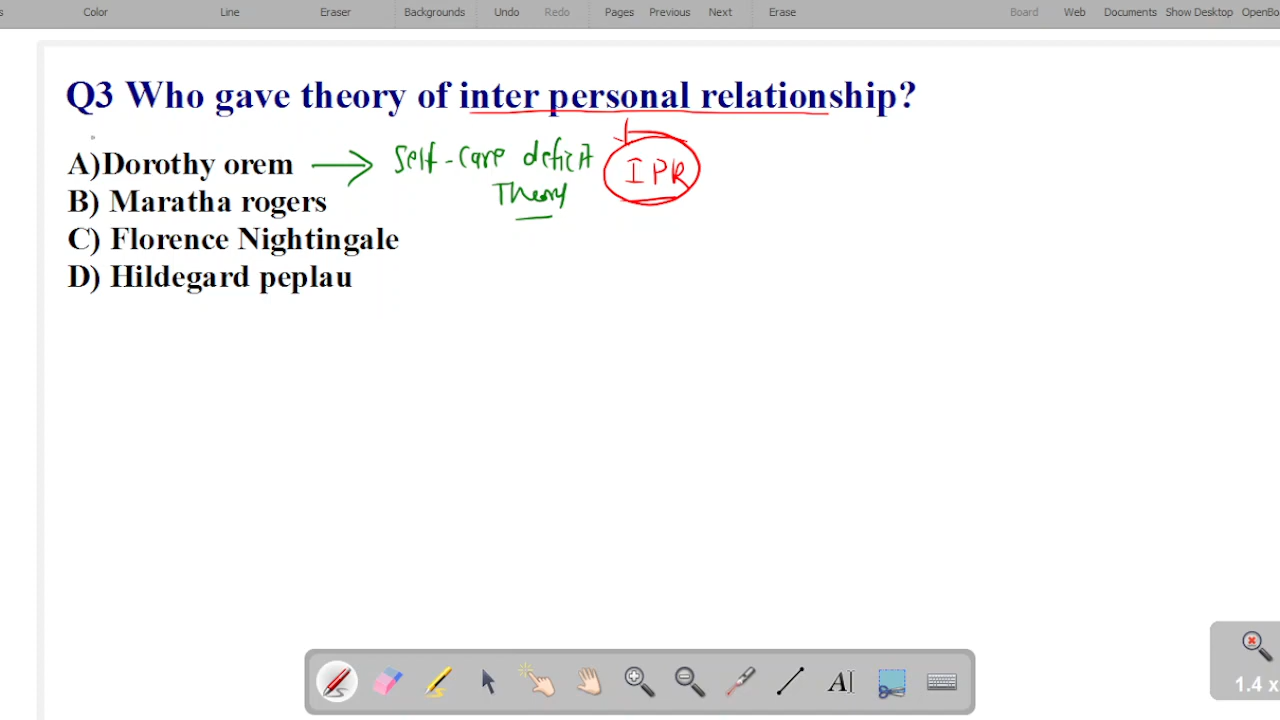 s Color Line Eraser Backgrounds Undo Redo Pages Previous Next Erase Board Web Documents Show Desktop OpenBo
Q3 Who gave theory of inter personal relationship?
A)Dorothy orem
Self-care deficit
Theory
IPR
B) Maratha rogers
C) Florence Nightingale
D) Hildegard peplau
A
1.4 x